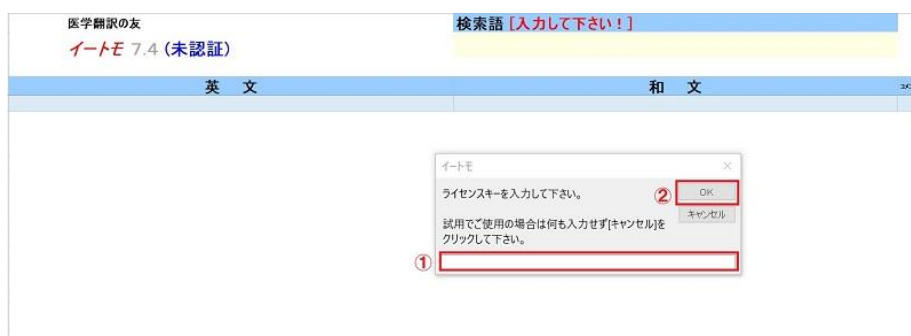 医学翻訳の友
検索語 [入力して下さい！]
イートモ 7.4 (未認証)
英 文
和 文
イートモ
ライセンスキーを入力して下さい。
② OK
キャンセル
試用でご使用の場合は何も入力せず[キャンセル]を
クリックして下さい。
①